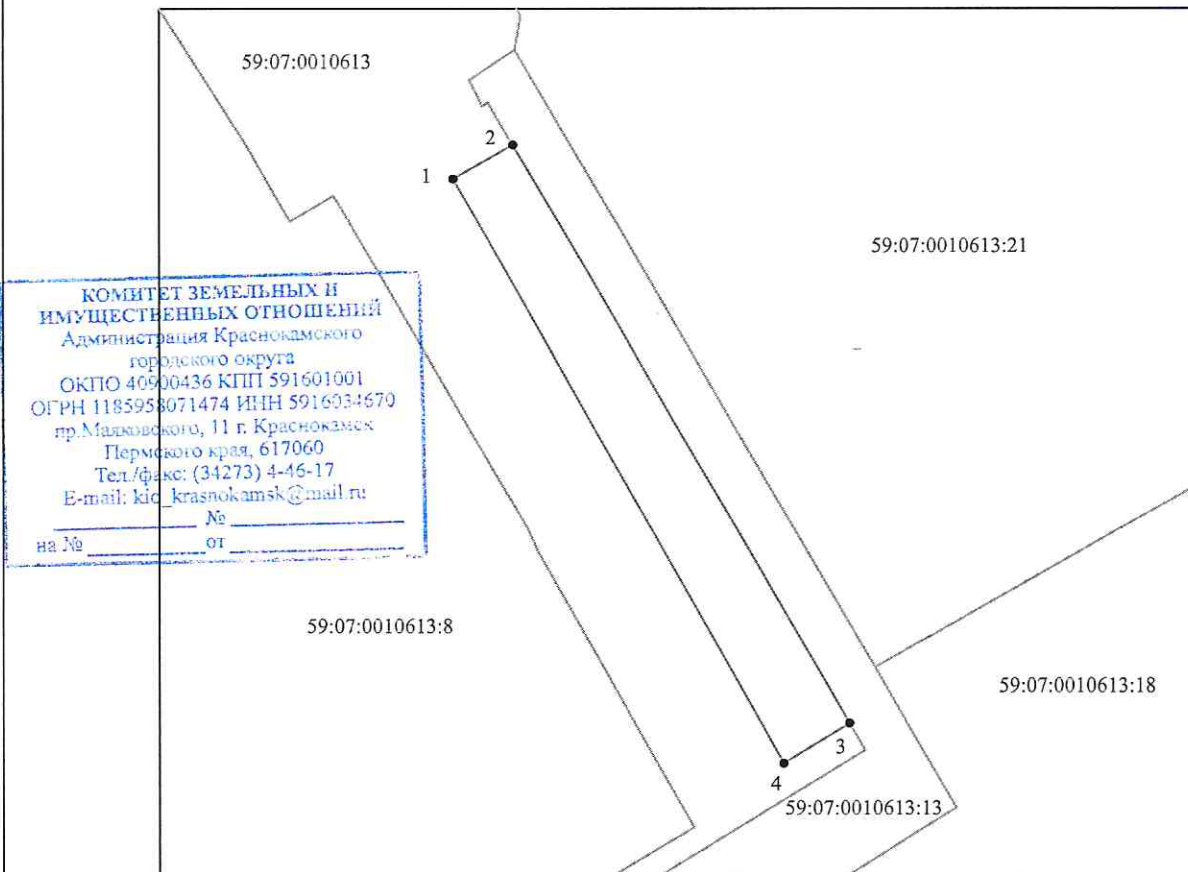 59:07:0010613
2
1
59:07:0010613:21
КОМИТЕТ ЗЕМЕЛЬНЫХ И
ИМУЩЕСТВЕННЫХ ОТНОШЕНИЙ
Администрация Краснокамского
городского округа
ОКПО 40900436 КПП 591601001
ОГРН 1185958071474 ИНН 5916034670
пр.Маяковского, 11 г. Краснокамск
Пермского края, 617060
Тел./факс: (34273) 4-46-17
E-mail: kio_krasnokamsk@mail.ru
№
на № от
59:07:0010613:8
59:07:0010613:18
3
4
59:07:0010613:13